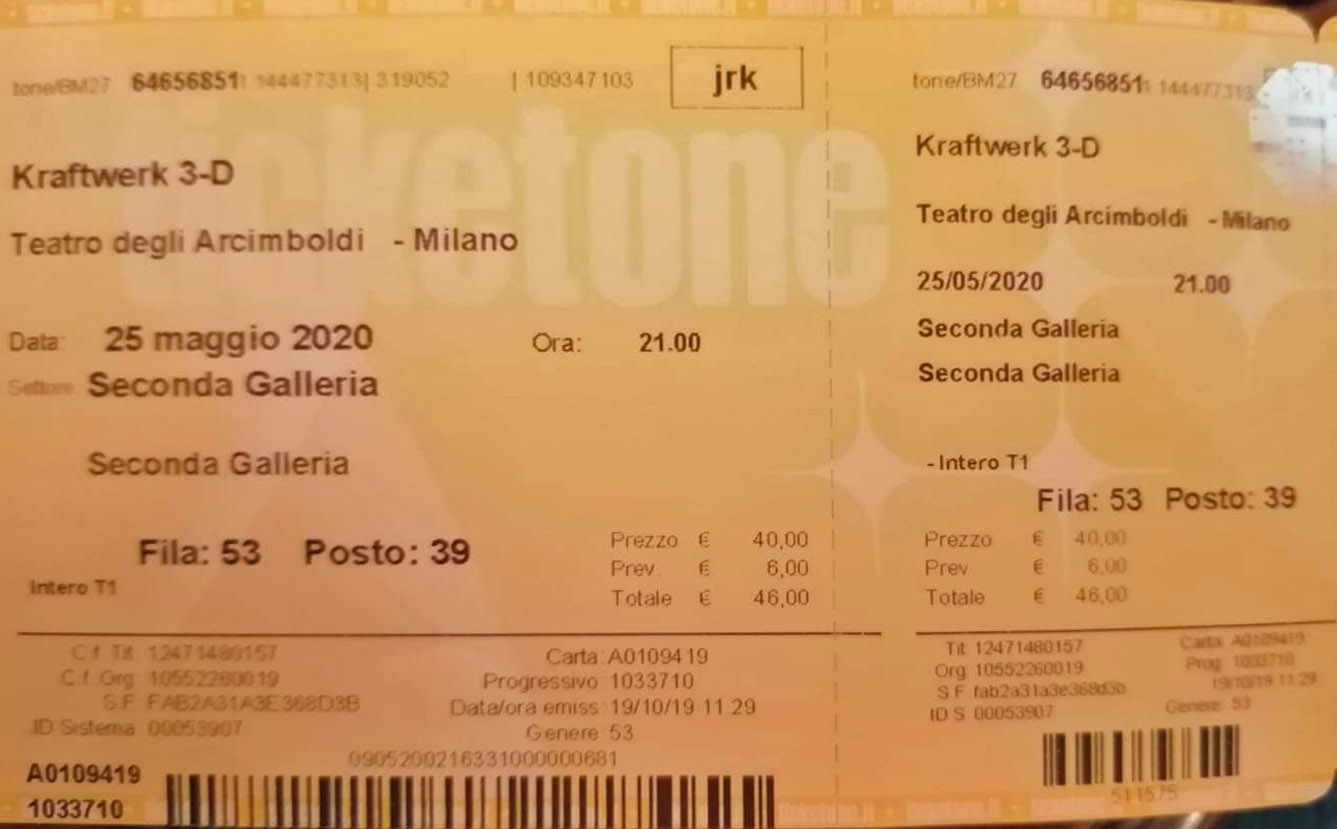 tone/BM27 64656851 144477313| 319052 | 109347103
jrk
ticketone
Kraftwerk 3-D
Teatro degli Arcimboldi - Milano
Data: 25 maggio 2020 Ora: 21.00
Settore Seconda Galleria
Seconda Galleria
Fila: 53 Posto: 39
Intero T1
Prezzo € 40,00
Prev. € 6,00
Totale € 46,00
C.f. Tit. 12471480157
C.f. Org. 10552260019
S.F. FAB2A31A3E368D3B
ID Sistema 00053907
Carta: A0109419
Progressivo: 1033710
Data/ora emiss: 19/10/19 11.29
Genere: 53
0905200216331000000681
A0109419
1033710
tone/BM27 64656851 144477313
Kraftwerk 3-D
Teatro degli Arcimboldi - Milano
25/05/2020 21.00
Seconda Galleria
Seconda Galleria
- Intero T1
Fila: 53 Posto: 39
Prezzo € 40,00
Prev € 6,00
Totale € 46,00
Tit. 12471480157
Org. 10552260019
S.F. fab2a31a3e368d3b
ID S. 00053907
Carta: A0109419
Prog. 1033710
19/10/19 11.29
Genere: 53
511575
ticketone.it